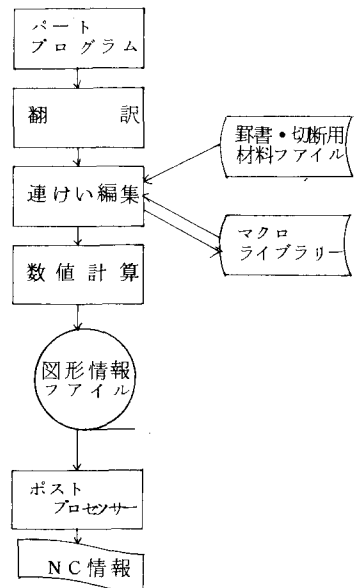 パート
プログラム
翻訳
罫書・切断用
材料ファイル
連けい編集
マクロ
ライブラリー
数値計算
図形情報
フアイル
ポスト
プロセッサー
NC情報